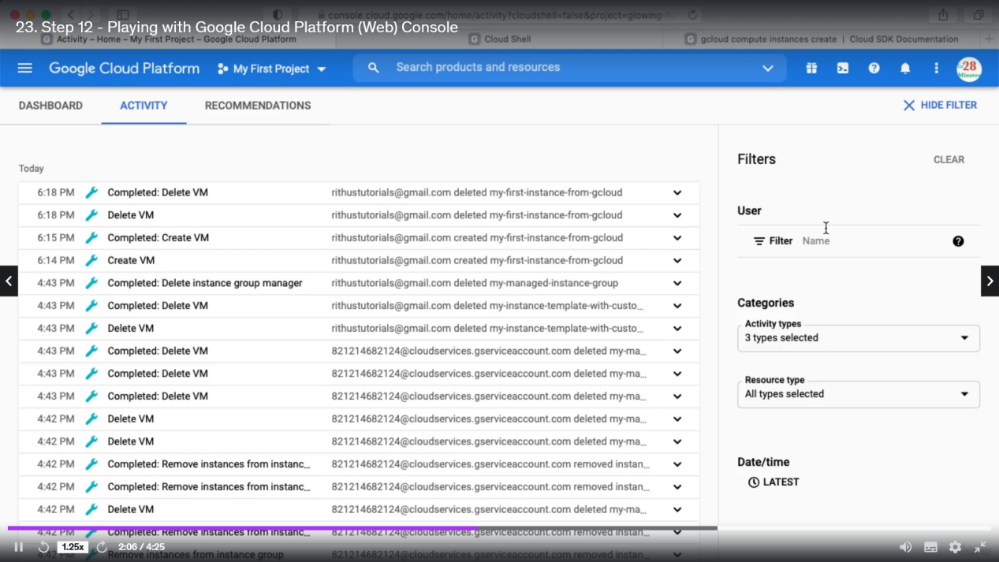 console.cloud.google.com/home/activity?cloudshell=false&project=glowing-fu
23. Step 12 - Playing with Google Cloud Platform (Web) Console
Activity – Home – My First Project – Google Cloud Platform
Cloud Shell
gcloud compute instances create | Cloud SDK Documentation
Google Cloud Platform
My First Project
Search products and resources
28
Minutes
DASHBOARD
ACTIVITY
RECOMMENDATIONS
HIDE FILTER
Today
6:18 PM Completed: Delete VM rithustutorials@gmail.com deleted my-first-instance-from-gcloud
6:18 PM Delete VM rithustutorials@gmail.com deleted my-first-instance-from-gcloud
6:15 PM Completed: Create VM rithustutorials@gmail.com created my-first-instance-from-gcloud
6:14 PM Create VM rithustutorials@gmail.com created my-first-instance-from-gcloud
4:43 PM Completed: Delete instance group manager rithustutorials@gmail.com deleted my-managed-instance-group
4:43 PM Completed: Delete VM rithustutorials@gmail.com deleted my-instance-template-with-custo...
4:43 PM Delete VM rithustutorials@gmail.com deleted my-instance-template-with-custo...
4:43 PM Completed: Delete VM 821214682124@cloudservices.gserviceaccount.com deleted my-ma...
4:43 PM Completed: Delete VM 821214682124@cloudservices.gserviceaccount.com deleted my-ma...
4:43 PM Completed: Delete VM 821214682124@cloudservices.gserviceaccount.com deleted my-ma...
4:42 PM Delete VM 821214682124@cloudservices.gserviceaccount.com deleted my-ma...
4:42 PM Delete VM 821214682124@cloudservices.gserviceaccount.com deleted my-ma...
4:42 PM Completed: Remove instances from instanc... 821214682124@cloudservices.gserviceaccount.com removed instan...
4:42 PM Completed: Remove instances from instanc... 821214682124@cloudservices.gserviceaccount.com removed instan...
4:42 PM Delete VM 821214682124@cloudservices.gserviceaccount.com deleted my-ma...
4:42 PM Completed: Remove instances from instanc... 821214682124@cloudservices.gserviceaccount.com removed instan...
4:42 PM Remove instances from instance group 821214682124@cloudservices.gserviceaccount.com removed instan...
Filters
CLEAR
User
Filter Name
Categories
Activity types
3 types selected
Resource type
All types selected
Date/time
LATEST
1.25x
2:06 / 4:25